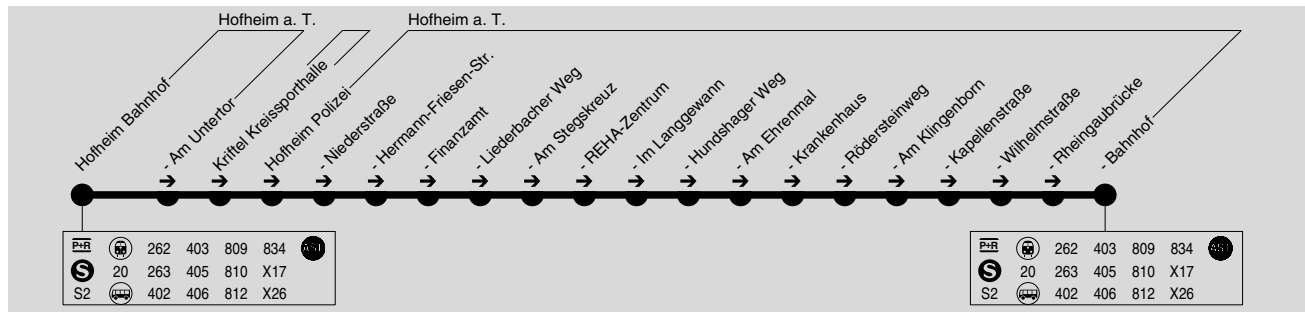 Hofheim a. T.
Hofheim a. T.
Hofheim Bahnhof
- Am Untertor
Kriftel Kreissporthalle
Hofheim Polizei
- Niederstraße
- Hermann-Friesen-Str.
- Finanzamt
- Liederbacher Weg
- Am Stegskreuz
- REHA-Zentrum
- Im Langgewann
- Hundshager Weg
- Am Ehrenmal
- Krankenhaus
- Rödersteinweg
- Am Klingenborn
- Kapellenstraße
- Wilhelmstraße
- Rheingaubrücke
- Bahnhof
P+R 262 403 809 834
S 20 263 405 810 X17
S2 402 406 812 X26
P+R 262 403 809 834
S 20 263 405 810 X17
S2 402 406 812 X26